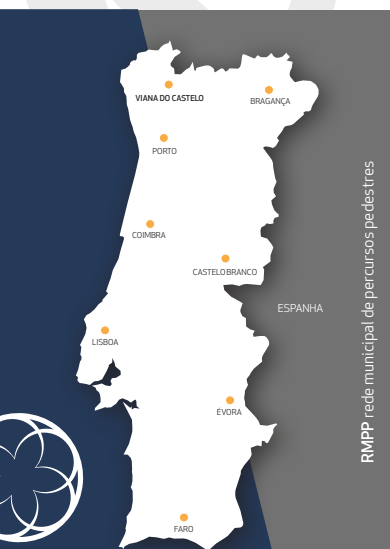 VIANA DO CASTELO
BRAGANÇA
PORTO
COIMBRA
CASTELO BRANCO
ESPANHA
LISBOA
ÉVORA
FARO
RMPP rede municipal de percursos pedestres